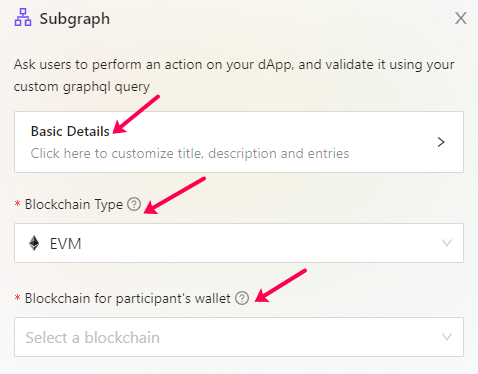 Subgraph
Ask users to perform an action on your dApp, and validate it using your
custom graphql query
Basic Details
Click here to customize title, description and entries
* Blockchain Type
EVM
* Blockchain for participant's wallet
Select a blockchain